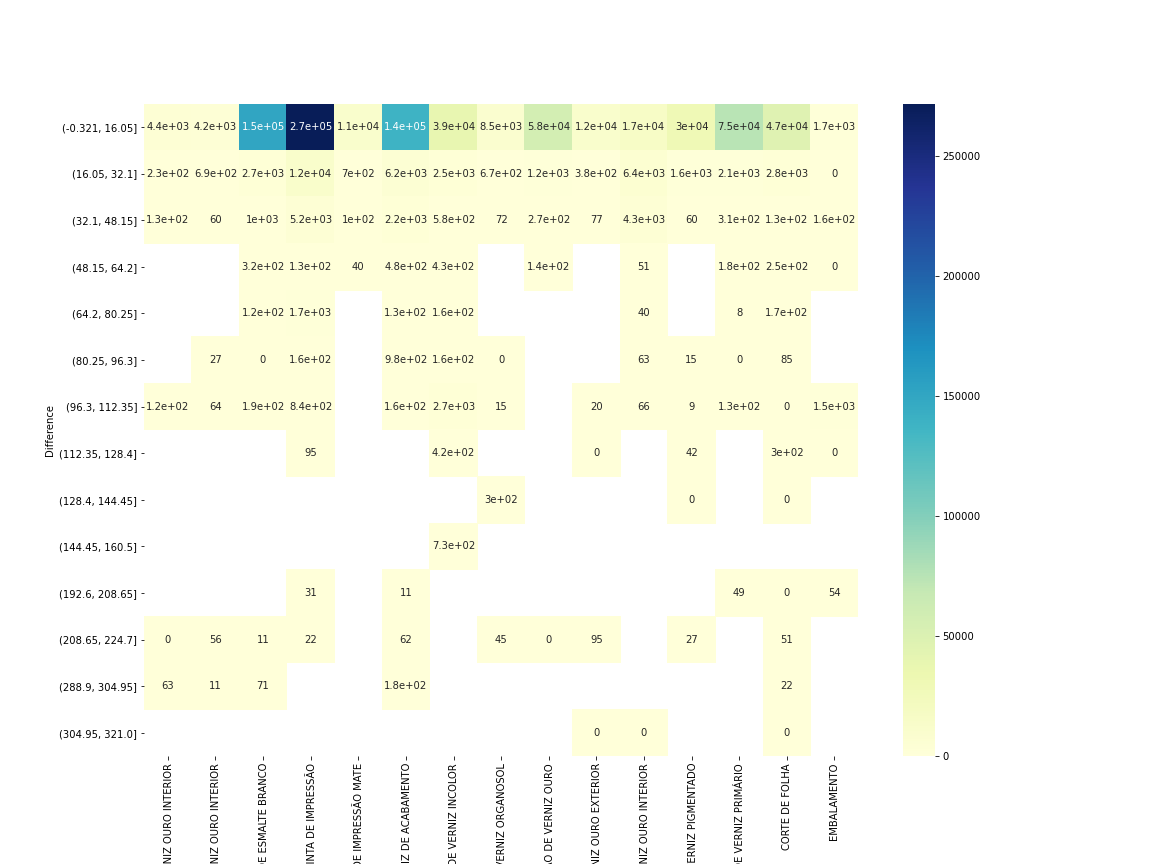 (-0.321, 16.05] 4.4e+03 4.2e+03 1.5e+05 2.7e+05 1.1e+04 1.4e+05 3.9e+04 8.5e+03 5.8e+04 1.2e+04 1.7e+04 3e+04 7.5e+04 4.7e+04 1.7e+03
(16.05, 32.1] 2.3e+02 6.9e+02 2.7e+03 1.2e+04 7e+02 6.2e+03 2.5e+03 6.7e+02 1.2e+03 3.8e+02 6.4e+03 1.6e+03 2.1e+03 2.8e+03 0
(32.1, 48.15] 1.3e+02 60 1e+03 5.2e+03 1e+02 2.2e+03 5.8e+02 72 2.7e+02 77 4.3e+03 60 3.1e+02 1.3e+02 1.6e+02
(48.15, 64.2] 3.2e+02 1.3e+02 40 4.8e+02 4.3e+02 1.4e+02 51 1.8e+02 2.5e+02 0
(64.2, 80.25] 1.2e+02 1.7e+03 1.3e+02 1.6e+02 40 8 1.7e+02
(80.25, 96.3] 27 0 1.6e+02 9.8e+02 1.6e+02 0 63 15 0 85
(96.3, 112.35] 1.2e+02 64 1.9e+02 8.4e+02 1.6e+02 2.7e+03 15 20 66 9 1.3e+02 0 1.5e+03
(112.35, 128.4] 95 4.2e+02 0 42 3e+02 0
(128.4, 144.45] 3e+02 0 0
(144.45, 160.5] 7.3e+02
(192.6, 208.65] 31 11 49 0 54
(208.65, 224.7] 0 56 11 22 62 45 0 95 27 51
(288.9, 304.95] 63 11 71 1.8e+02 22
(304.95, 321.0] 0 0 0
Difference
NIZ OURO INTERIOR
NIZ OURO INTERIOR
DE ESMALTE BRANCO
INTA DE IMPRESSÃO
DE IMPRESSÃO MATE
IZ DE ACABAMENTO
DE VERNIZ INCOLOR
VERNIZ ORGANOSOL
ÃO DE VERNIZ OURO
NIZ OURO EXTERIOR
NIZ OURO INTERIOR
ERNIZ PIGMENTADO
DE VERNIZ PRIMÁRIO
CORTE DE FOLHA
EMBALAMENTO
250000
200000
150000
100000
50000
0